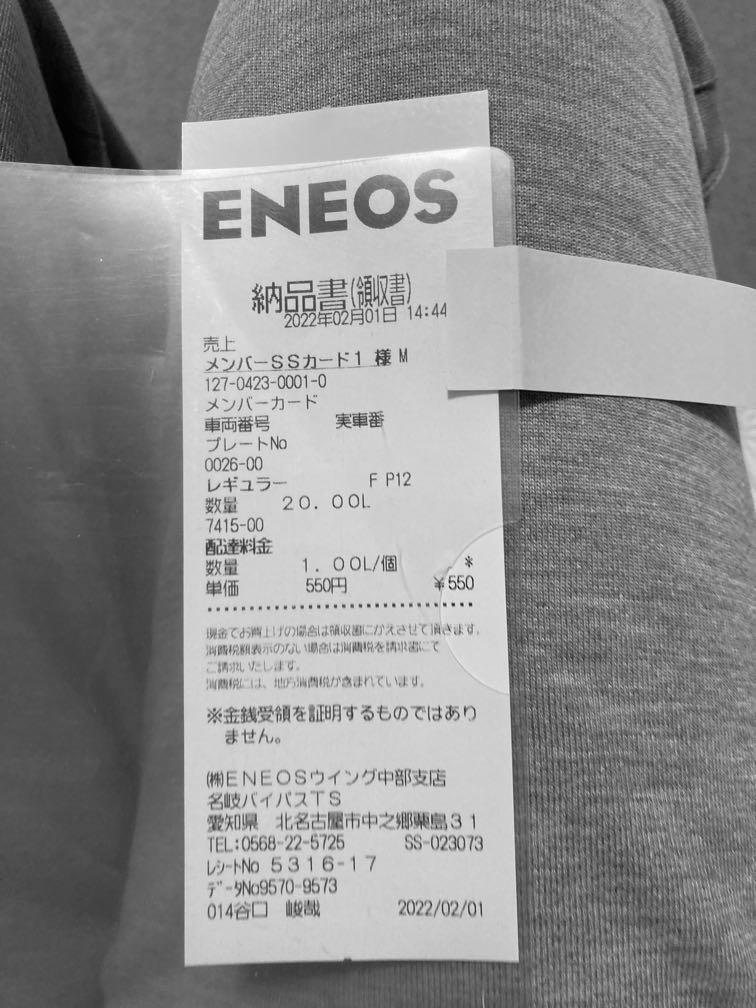 ENEOS
納品書(領収書)
2022年02月01日 14:44
売上
メンバーSSカード1 様 M
127-0423-0001-0
メンバーカード
車両番号 実車番
プレートNo
0026-00
レギュラー F P12
数量 20.00L
7415-00
配達料金
数量 1.00L/個 *
単価 550円 ¥550
現金でお買上げの場合は領収書にかえさせて頂きます。
消費税額表示のない場合は消費税を請求書にて
ご請求いたします。
消費税には、地方消費税が含まれています。
※金銭受領を証明するものではあり
ません。
㈱ENEOSウイング中部支店
名岐バイパスTS
愛知県 北名古屋市中之郷栗島31
TEL:0568-22-5725 SS-023073
レシートNo 5316-17
データNo9570-9573
014谷口 峻哉 2022/02/01